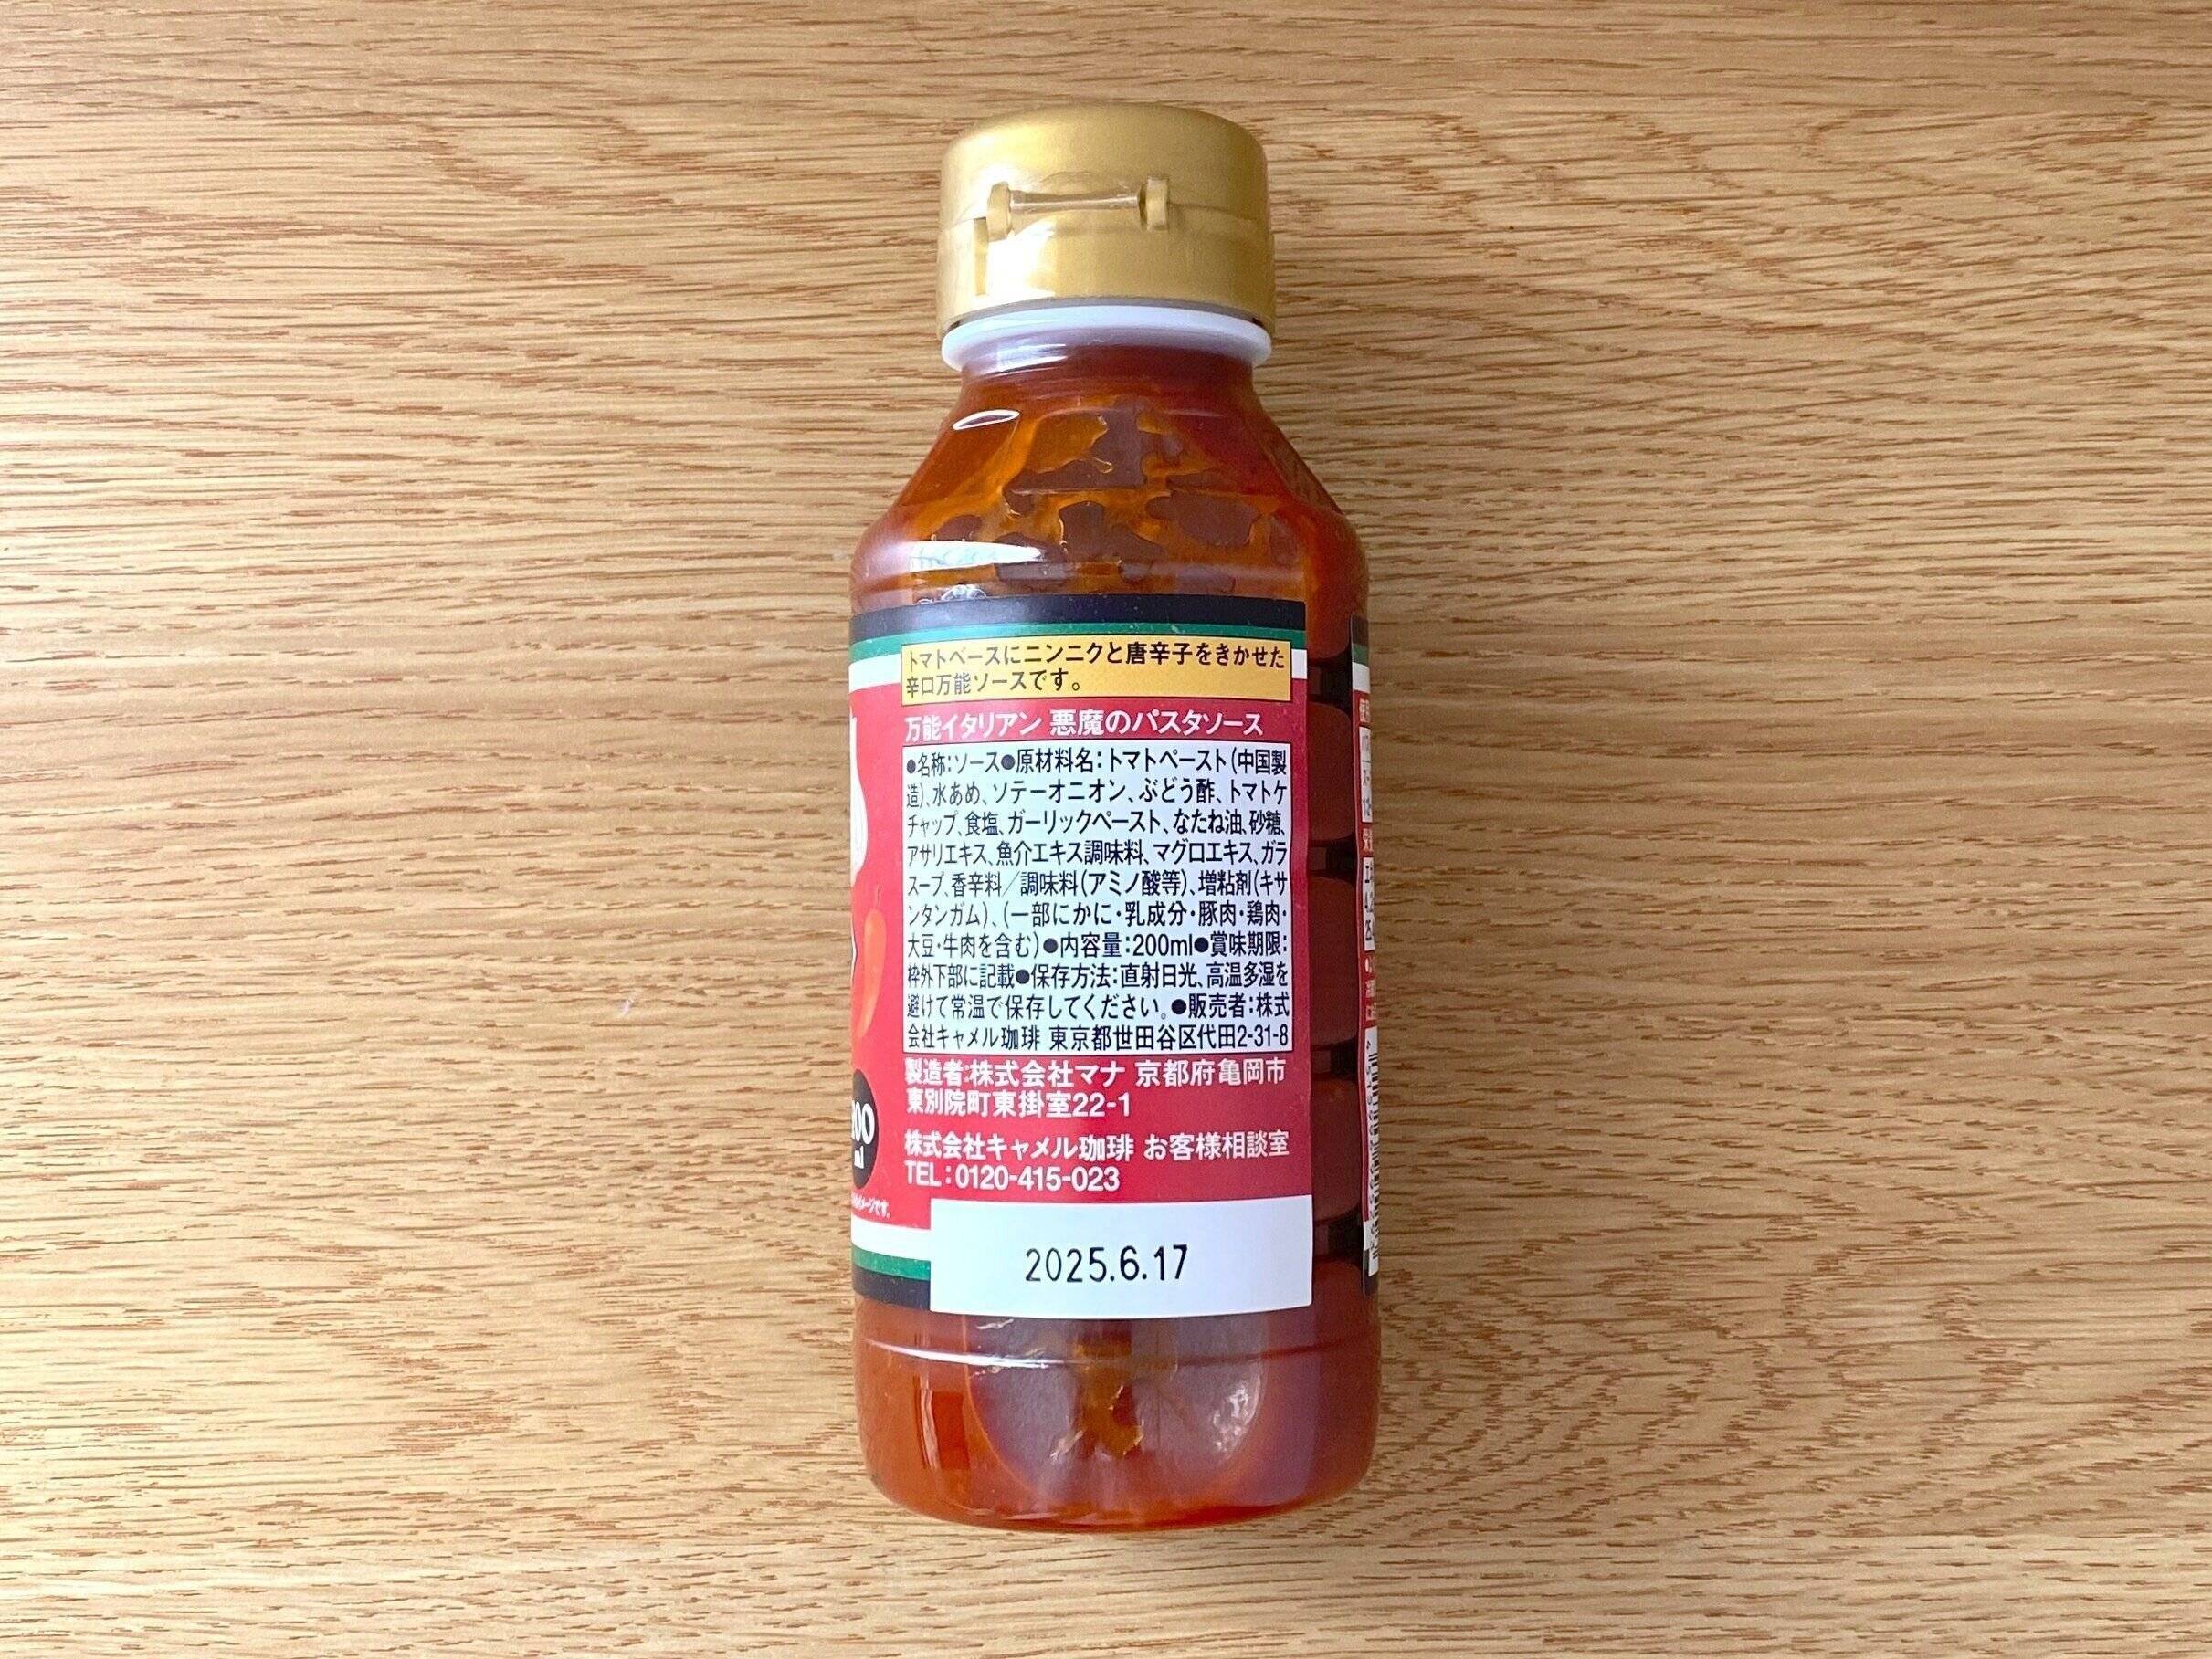 トマトベースにニンニクと唐辛子をきかせた
辛口万能ソースです。
万能イタリアン 悪魔のパスタソース
●名称：ソース●原材料名：トマトペースト（中国製
造）、水あめ、ソテーオニオン、ぶどう酢、トマトケ
チャップ、食塩、ガーリックペースト、なたね油、砂糖、
アサリエキス、魚介エキス調味料、マグロエキス、ガラ
スープ、香辛料／調味料（アミノ酸等）、増粘剤（キサ
ンタンガム）、（一部にかに・乳成分・豚肉・鶏肉・
大豆・牛肉を含む）●内容量：200ml●賞味期限：
枠外下部に記載●保存方法：直射日光、高温多湿を
避けて常温で保存してください。●販売者：株式
会社キャメル珈琲 東京都世田谷区代田2-31-8
製造者：株式会社マナ 京都府亀岡市
東別院町東掛室22-1
株式会社キャメル珈琲 お客様相談室
TEL：0120-415-023
2025.6.17
ml